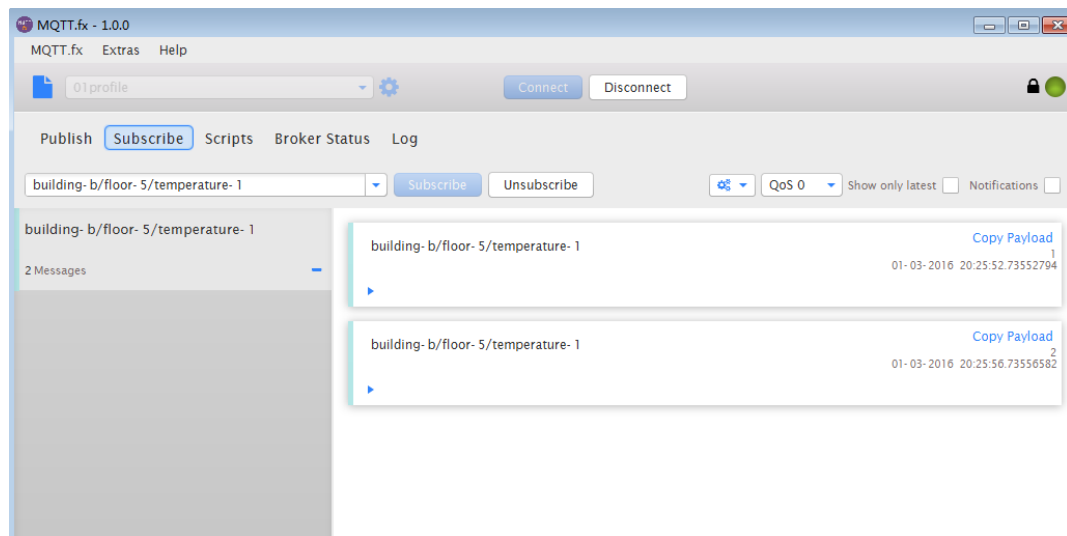 MQTT.fx - 1.0.0
MQTT.fx Extras Help
01profile Connect Disconnect
Publish Subscribe Scripts Broker Status Log
building- b/floor- 5/temperature- 1 Subscribe Unsubscribe QoS 0 Show only latest Notifications
building- b/floor- 5/temperature- 1
2 Messages
building- b/floor- 5/temperature- 1 Copy Payload
1
01- 03- 2016 20:25:52.73552794
building- b/floor- 5/temperature- 1 Copy Payload
2
01- 03- 2016 20:25:56.73556582